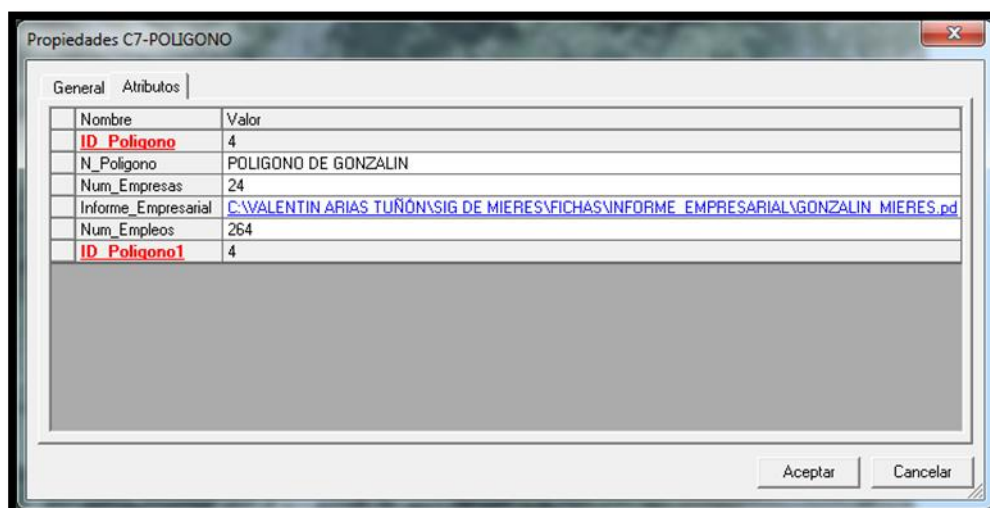 Propiedades C7-POLIGONO
General Atributos
Nombre Valor
ID_Poligono 4
N_Poligono POLIGONO DE GONZALIN
Num_Empresas 24
Informe_Empresarial C:\VALENTIN ARIAS TUÑÓN\SIG DE MIERES\FICHAS\INFORME_EMPRESARIAL\GONZALIN_MIERES.pd
Num_Empleos 264
ID_Poligono1 4
Aceptar Cancelar